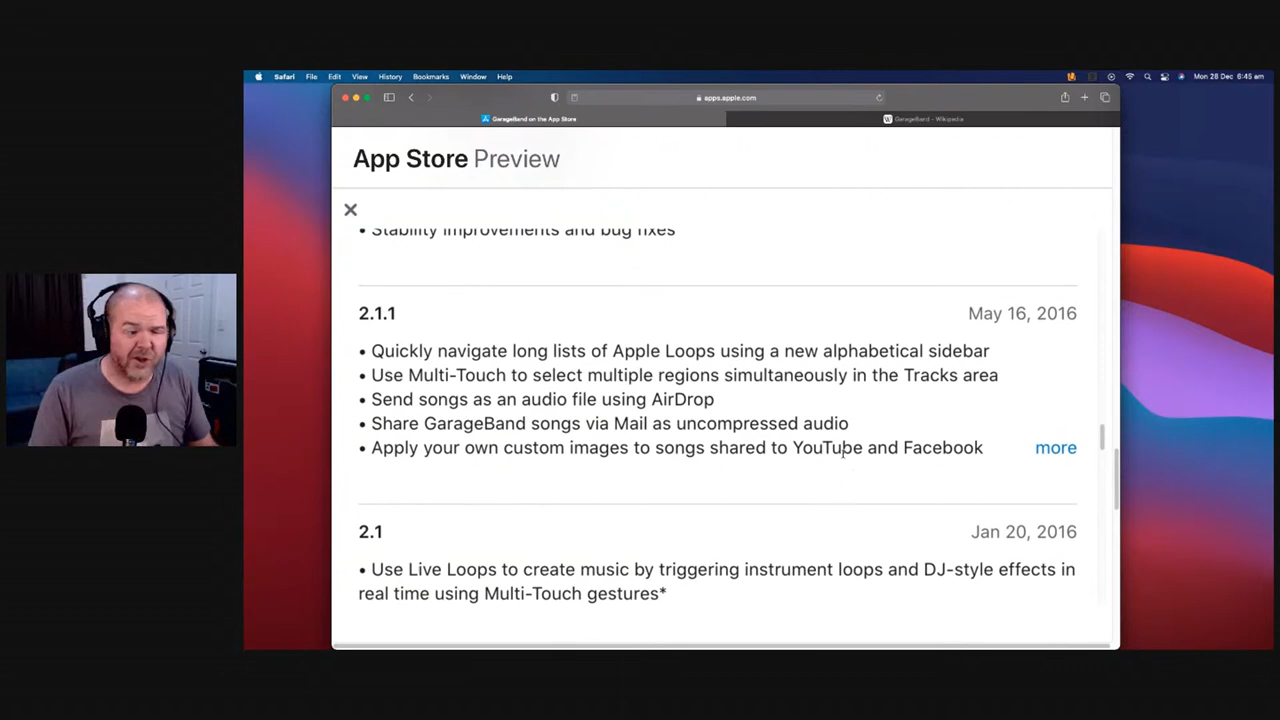 Safari File Edit View History Bookmarks Window Help Mon 28 Dec 6:45 am
apps.apple.com
GarageBand on the App Store GarageBand - Wikipedia
App Store Preview
• Stability improvements and bug fixes
2.1.1 May 16, 2016
• Quickly navigate long lists of Apple Loops using a new alphabetical sidebar
• Use Multi-Touch to select multiple regions simultaneously in the Tracks area
• Send songs as an audio file using AirDrop
• Share GarageBand songs via Mail as uncompressed audio
• Apply your own custom images to songs shared to YouTube and Facebook more
2.1 Jan 20, 2016
• Use Live Loops to create music by triggering instrument loops and DJ-style effects in
real time using Multi-Touch gestures*